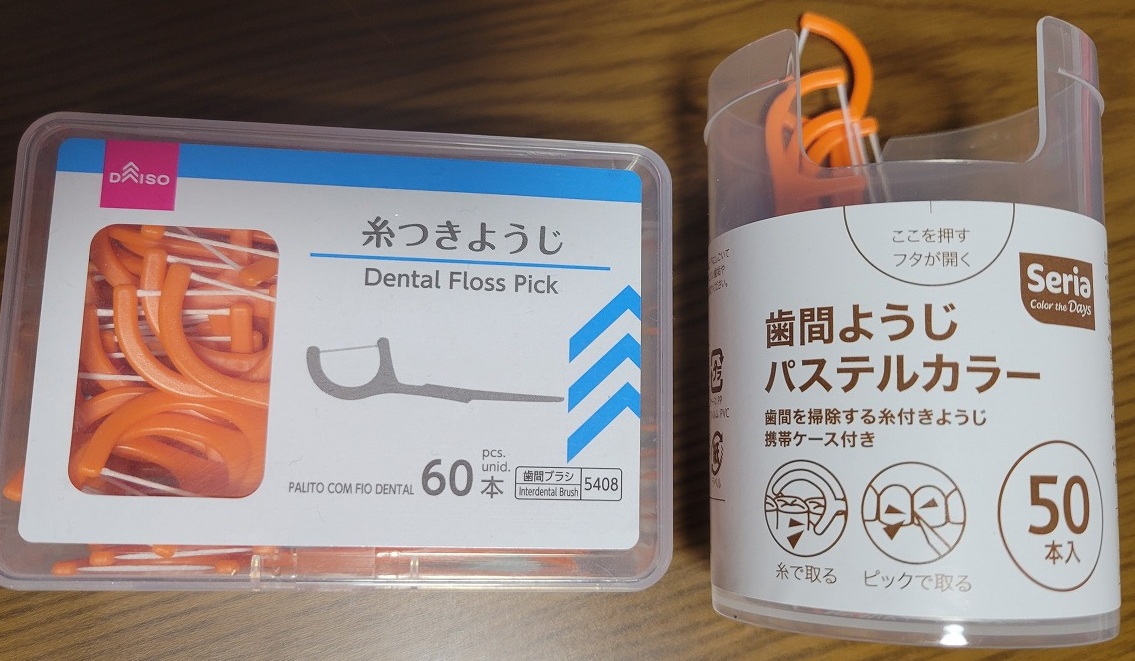 DAISO
糸つきようじ
Dental Floss Pick
PALITO COM FIO DENTAL
60
pcs.
unid.
本
歯間ブラシ
Interdental Brush
5408
ここを押す
フタが開く
Seria
Color the Days
歯間ようじ
パステルカラー
歯間を掃除する糸付きようじ
携帯ケース付き
50
本入
糸で取る
ピックで取る
プラ
PVC